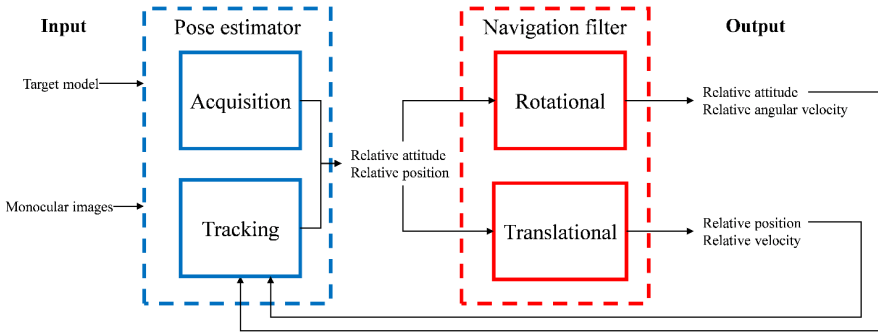 Input
Pose estimator
Navigation filter
Output
Target model
Acquisition
Rotational
Relative attitude
Relative angular velocity
Relative attitude
Relative position
Monocular images
Tracking
Translational
Relative position
Relative velocity